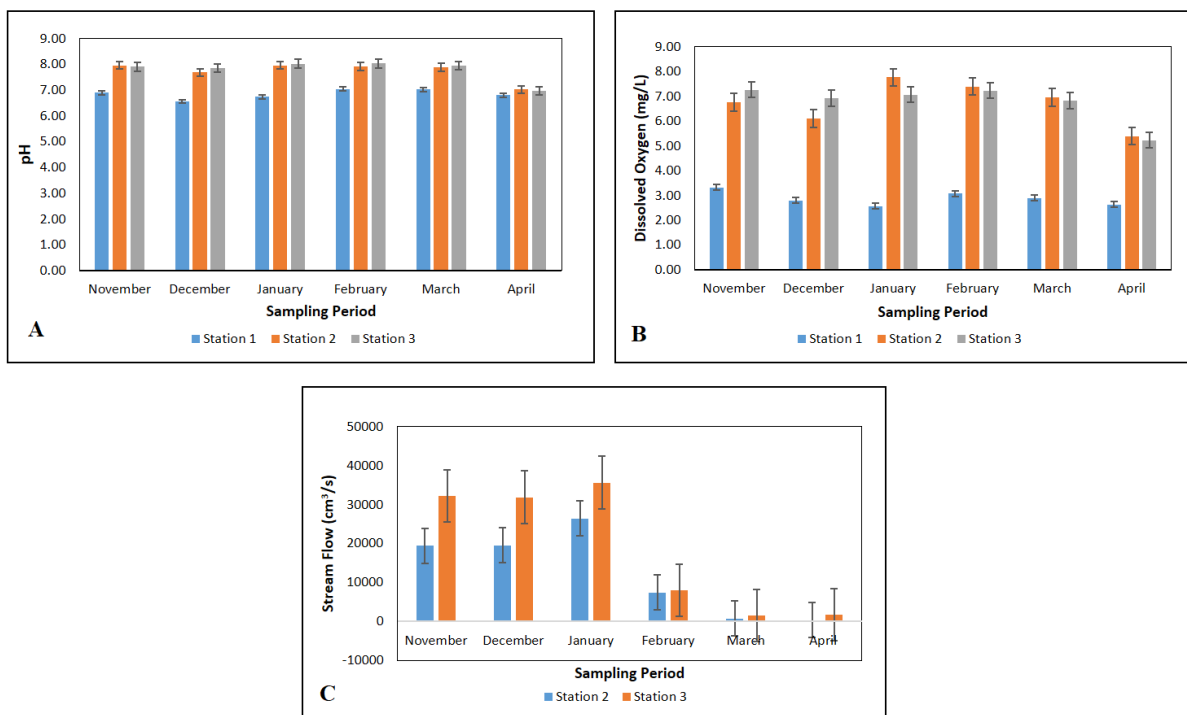 9.00
8.00
7.00
6.00
5.00
4.00
3.00
2.00
1.00
0.00
pH
November December January February March April
Sampling Period
A
Station 1 Station 2 Station 3
9.00
8.00
7.00
6.00
5.00
4.00
3.00
2.00
1.00
0.00
Dissolved Oxygen (mg/L)
November December January February March April
Sampling Period
B
Station 1 Station 2 Station 3
50000
40000
30000
20000
10000
0
-10000
Stream Flow (cm³/s)
November December January February March April
Sampling Period
C
Station 2 Station 3